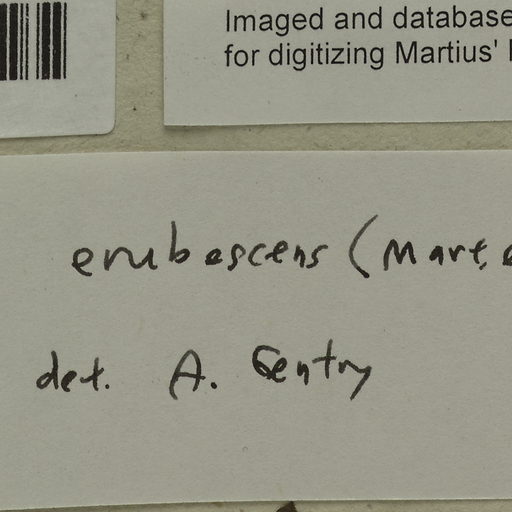 Imaged and database
for digitizing Martius'
erubescens (Mart.
det. A. Gentry